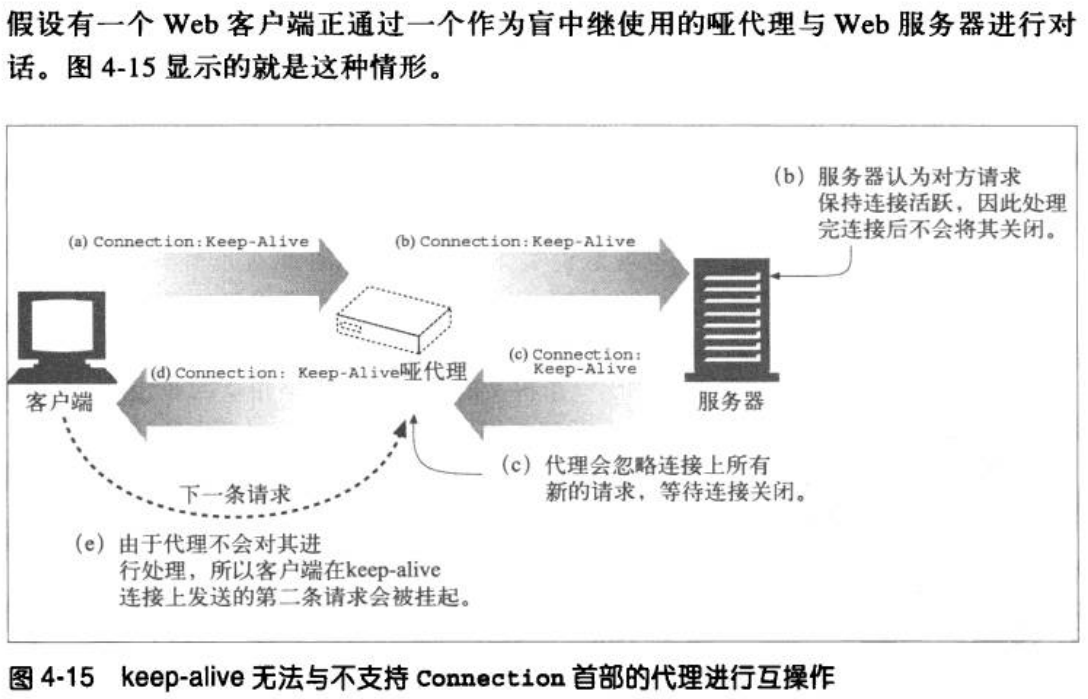 假设有一个 Web 客户端正通过一个作为盲中继使用的哑代理与 Web 服务器进行对
话。图 4-15 显示的就是这种情形。
(b) 服务器认为对方请求
保持连接活跃，因此处理
完连接后不会将其关闭。
(a) Connection:Keep-Alive
(b) Connection:Keep-Alive
(c) Connection:
Keep-Alive
(d) Connection: Keep-Alive
哑代理
客户端
服务器
(c) 代理会忽略连接上所有
新的请求，等待连接关闭。
下一条请求
(e) 由于代理不会对其进
行处理，所以客户端在keep-alive
连接上发送的第二条请求会被挂起。
图 4-15 keep-alive 无法与不支持 Connection 首部的代理进行互操作